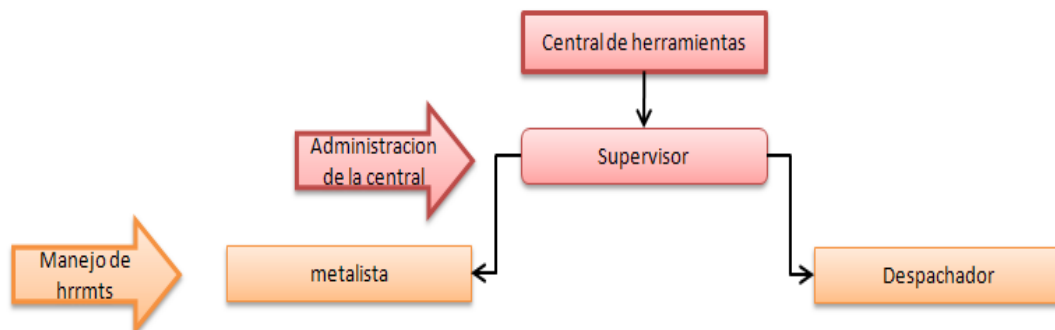 Central de herramientas
Administracion
de la central
Supervisor
Manejo de
hrrmts
metalista
Despachador